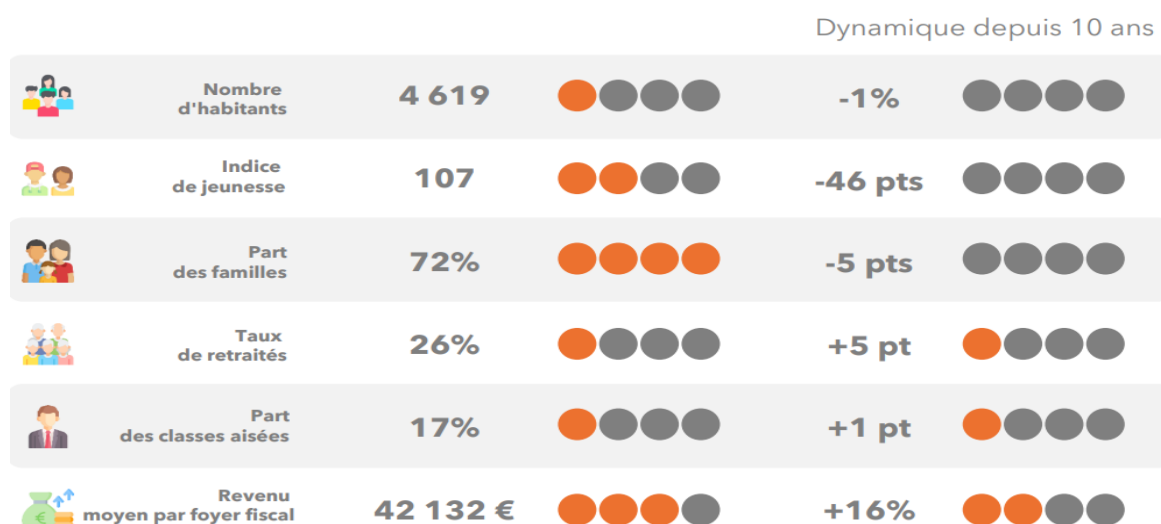 Dynamique depuis 10 ans
Nombre
d'habitants
4 619
-1%
Indice
de jeunesse
107
-46 pts
Part
des familles
72%
-5 pts
Taux
de retraités
26%
+5 pt
Part
des classes aisées
17%
+1 pt
Revenu
moyen par foyer fiscal
42 132 €
+16%